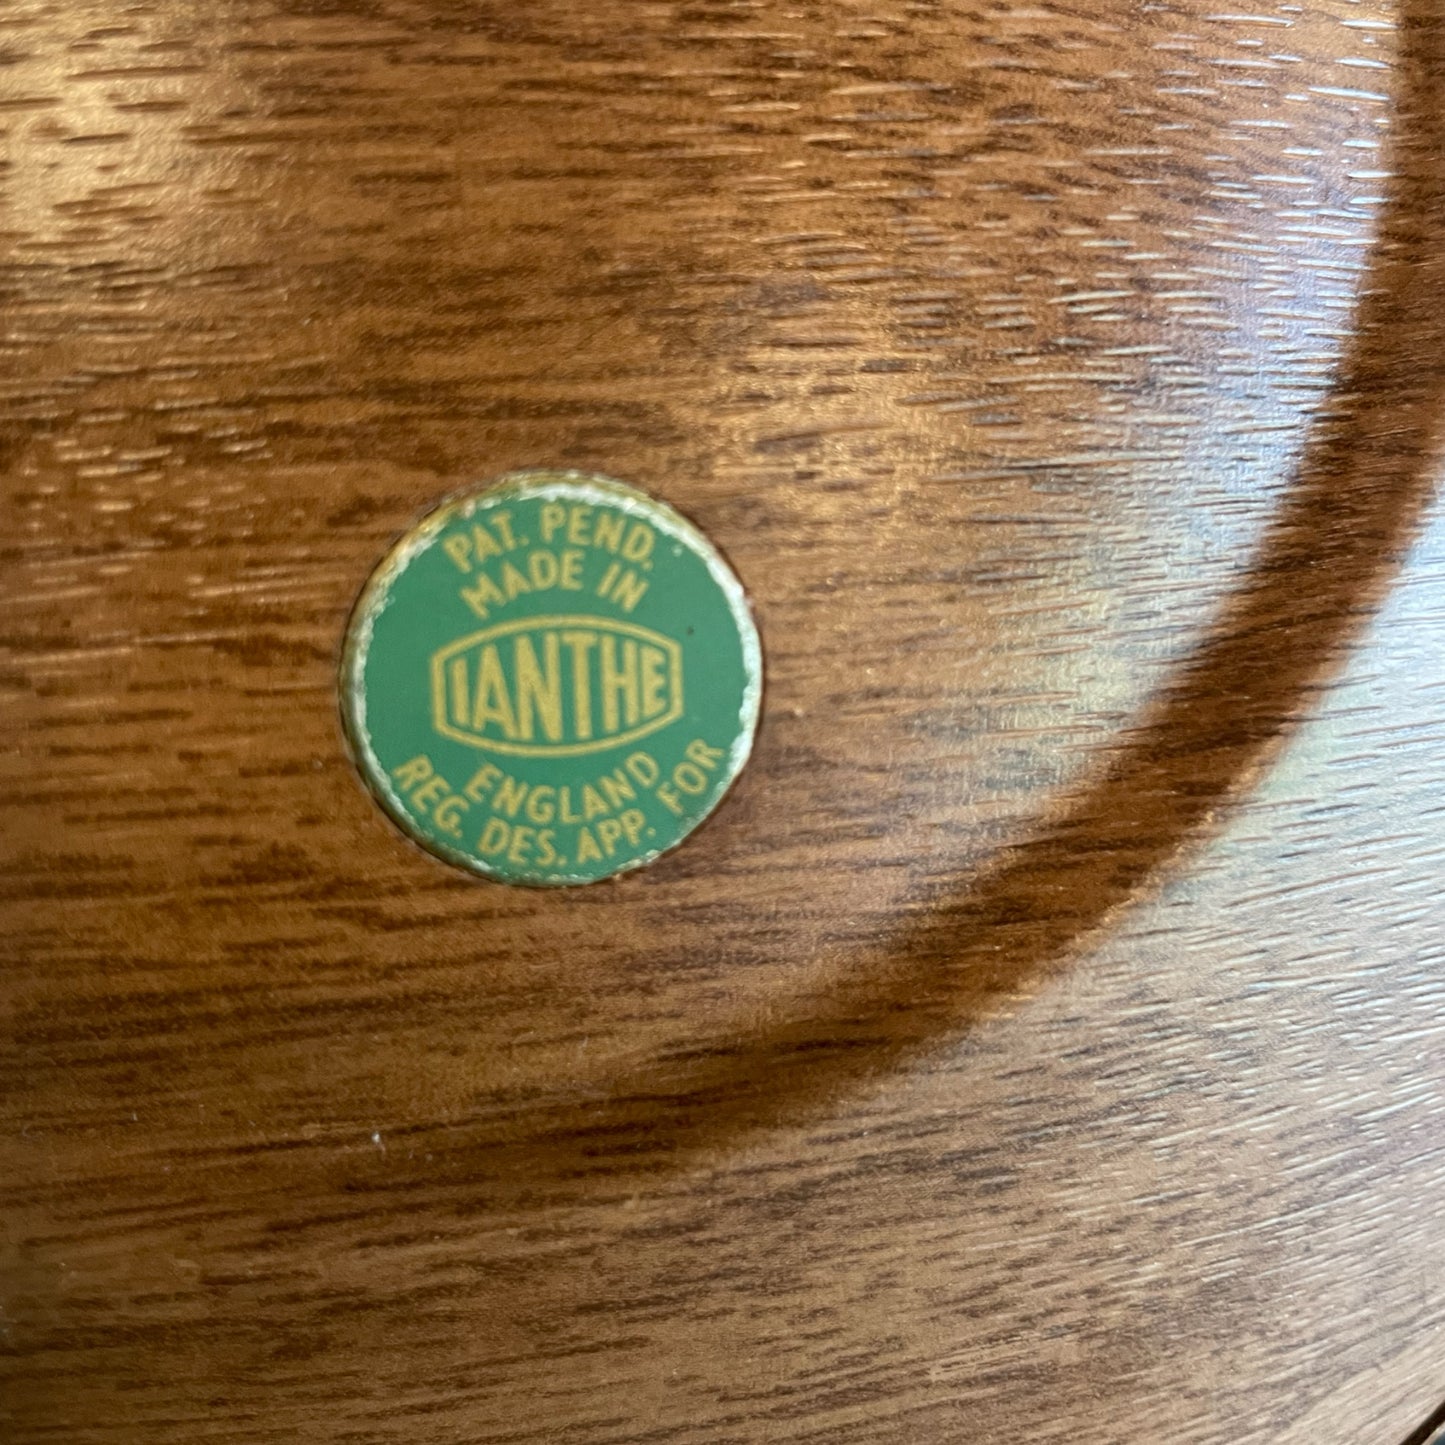 PAT. PEND.
MADE IN
IANTHE
ENGLAND
REG. DES. APP. FOR